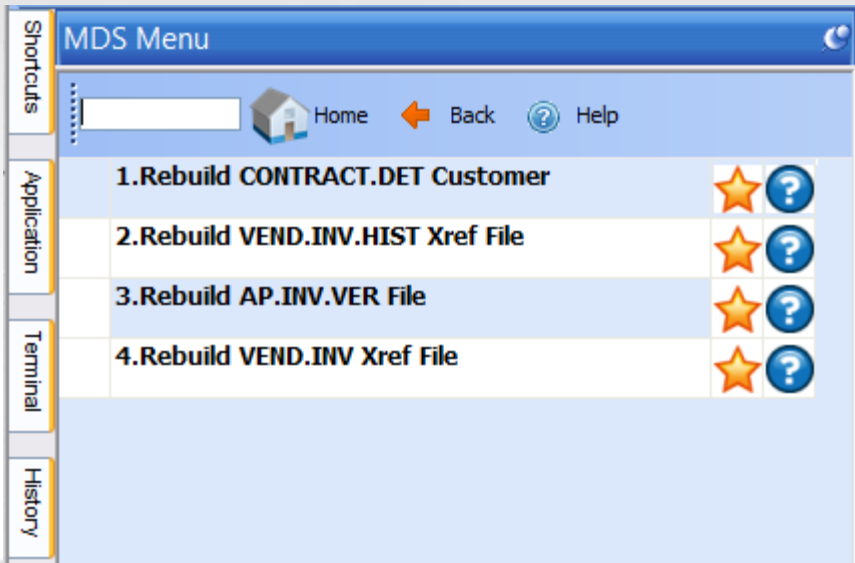 MDS Menu
Home Back Help
1.Rebuild CONTRACT.DET Customer
2.Rebuild VEND.INV.HIST Xref File
3.Rebuild AP.INV.VER File
4.Rebuild VEND.INV Xref File
Shortcuts
Application
Terminal
History